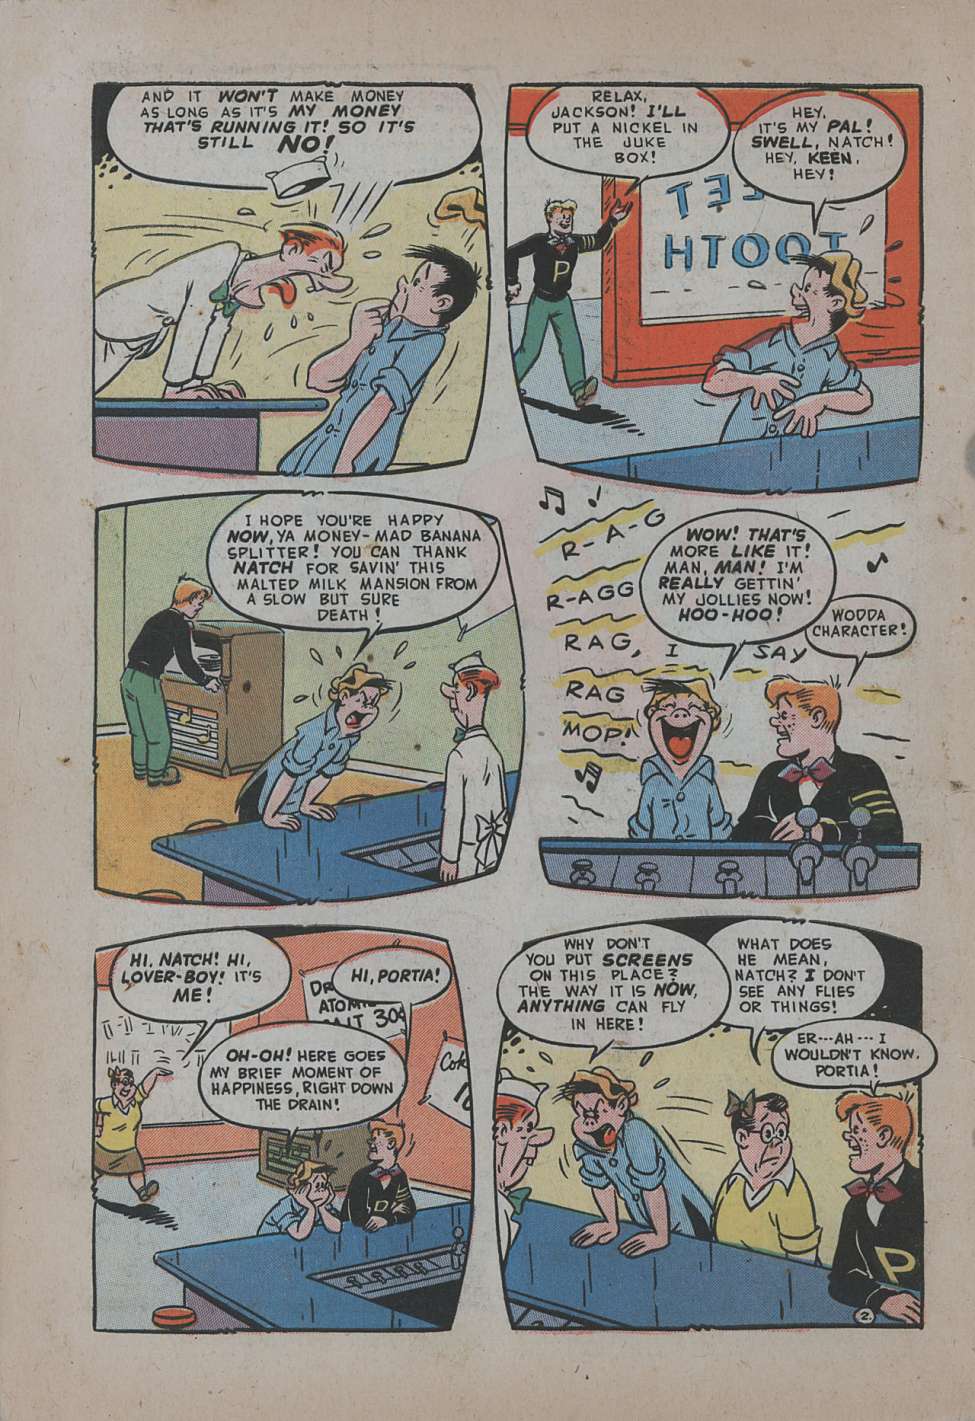 AND IT WON'T MAKE MONEY
AS LONG AS IT'S MY MONEY
THAT'S RUNNING IT! SO IT'S
STILL NO!
RELAX,
JACKSON! I'LL
PUT A NICKEL IN
THE JUKE
BOX!
HEY,
IT'S MY PAL!
SWELL, NATCH!
HEY, KEEN,
HEY!
TOOTH
P
I HOPE YOU'RE HAPPY
NOW, YA MONEY-MAD BANANA
SPLITTER! YOU CAN THANK
NATCH FOR SAVIN' THIS
MALTED MILK MANSION FROM
A SLOW BUT SURE
DEATH!
R-A-G
R-AGG
RAG, I SAY
RAG
MOP!
WOW! THAT'S
MORE LIKE IT!
MAN, MAN! I'M
REALLY GETTIN'
MY JOLLIES NOW!
HOO-HOO!
WODDA
CHARACTER!
HI, NATCH! HI,
LOVER-BOY! IT'S
ME!
HI, PORTIA!
ATOMIC
30¢
OH-OH! HERE GOES
MY BRIEF MOMENT OF
HAPPINESS, RIGHT DOWN
THE DRAIN!
WHY DON'T
YOU PUT SCREENS
ON THIS PLACE?
THE WAY IT IS NOW,
ANYTHING CAN FLY
IN HERE!
WHAT DOES
HE MEAN,
NATCH? I DON'T
SEE ANY FLIES
OR THINGS!
ER---AH---I
WOULDN'T KNOW,
PORTIA!
P
2.